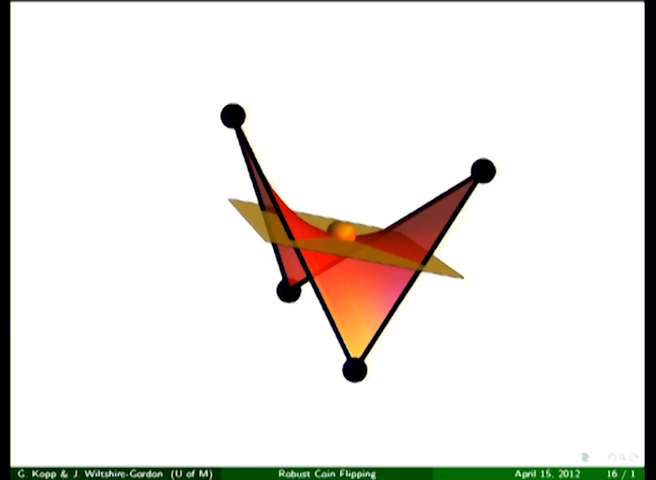 G. Kopp & J. Wiltshire-Gordon (U of M) Robust Coin Flipping April 15, 2012 16 / 1